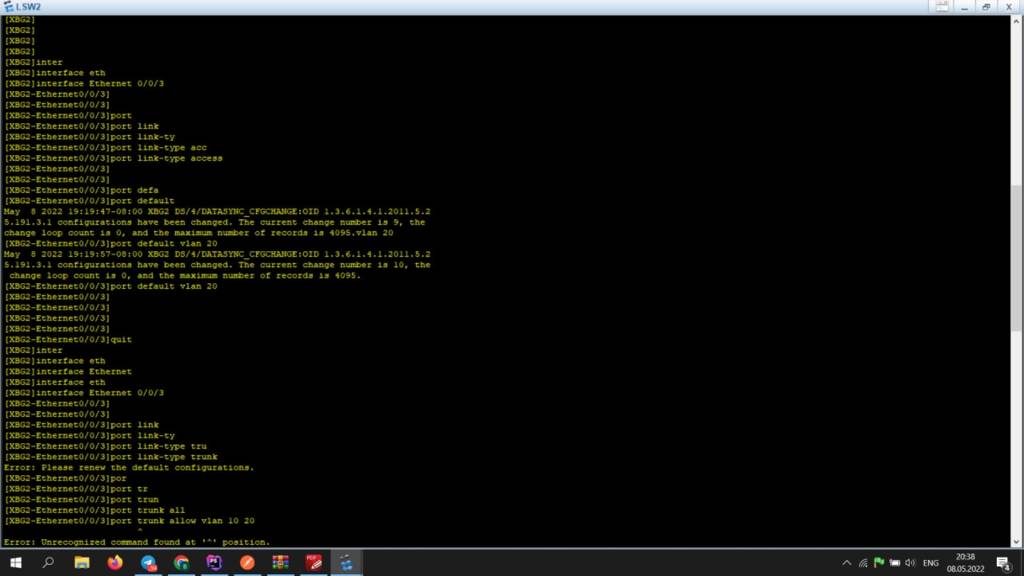 LSW2
[XBG2]
[XBG2]
[XBG2]
[XBG2]
[XBG2]inter
[XBG2]interface eth
[XBG2]interface Ethernet 0/0/3
[XBG2-Ethernet0/0/3]
[XBG2-Ethernet0/0/3]
[XBG2-Ethernet0/0/3]port
[XBG2-Ethernet0/0/3]port link
[XBG2-Ethernet0/0/3]port link-ty
[XBG2-Ethernet0/0/3]port link-type acc
[XBG2-Ethernet0/0/3]port link-type access
[XBG2-Ethernet0/0/3]
[XBG2-Ethernet0/0/3]
[XBG2-Ethernet0/0/3]port defa
[XBG2-Ethernet0/0/3]port default
May  8 2022 19:19:47-08:00 XBG2 DS/4/DATASYNC_CFGCHANGE:OID 1.3.6.1.4.1.2011.5.2
5.191.3.1 configurations have been changed. The current change number is 9, the
change loop count is 0, and the maximum number of records is 4095.vlan 20
[XBG2-Ethernet0/0/3]port default vlan 20
May  8 2022 19:19:57-08:00 XBG2 DS/4/DATASYNC_CFGCHANGE:OID 1.3.6.1.4.1.2011.5.2
5.191.3.1 configurations have been changed. The current change number is 10, the
change loop count is 0, and the maximum number of records is 4095.
[XBG2-Ethernet0/0/3]port default vlan 20
[XBG2-Ethernet0/0/3]
[XBG2-Ethernet0/0/3]
[XBG2-Ethernet0/0/3]
[XBG2-Ethernet0/0/3]
[XBG2-Ethernet0/0/3]quit
[XBG2]inter
[XBG2]interface eth
[XBG2]interface Ethernet
[XBG2]interface eth
[XBG2]interface Ethernet 0/0/3
[XBG2-Ethernet0/0/3]
[XBG2-Ethernet0/0/3]
[XBG2-Ethernet0/0/3]port link
[XBG2-Ethernet0/0/3]port link-ty
[XBG2-Ethernet0/0/3]port link-type tru
[XBG2-Ethernet0/0/3]port link-type trunk
Error: Please renew the default configurations.
[XBG2-Ethernet0/0/3]por
[XBG2-Ethernet0/0/3]port tr
[XBG2-Ethernet0/0/3]port trun
[XBG2-Ethernet0/0/3]port trunk all
[XBG2-Ethernet0/0/3]port trunk allow vlan 10 20
^
Error: Unrecognized command found at '^' position.
ENG
20:38
08.05.2022
4